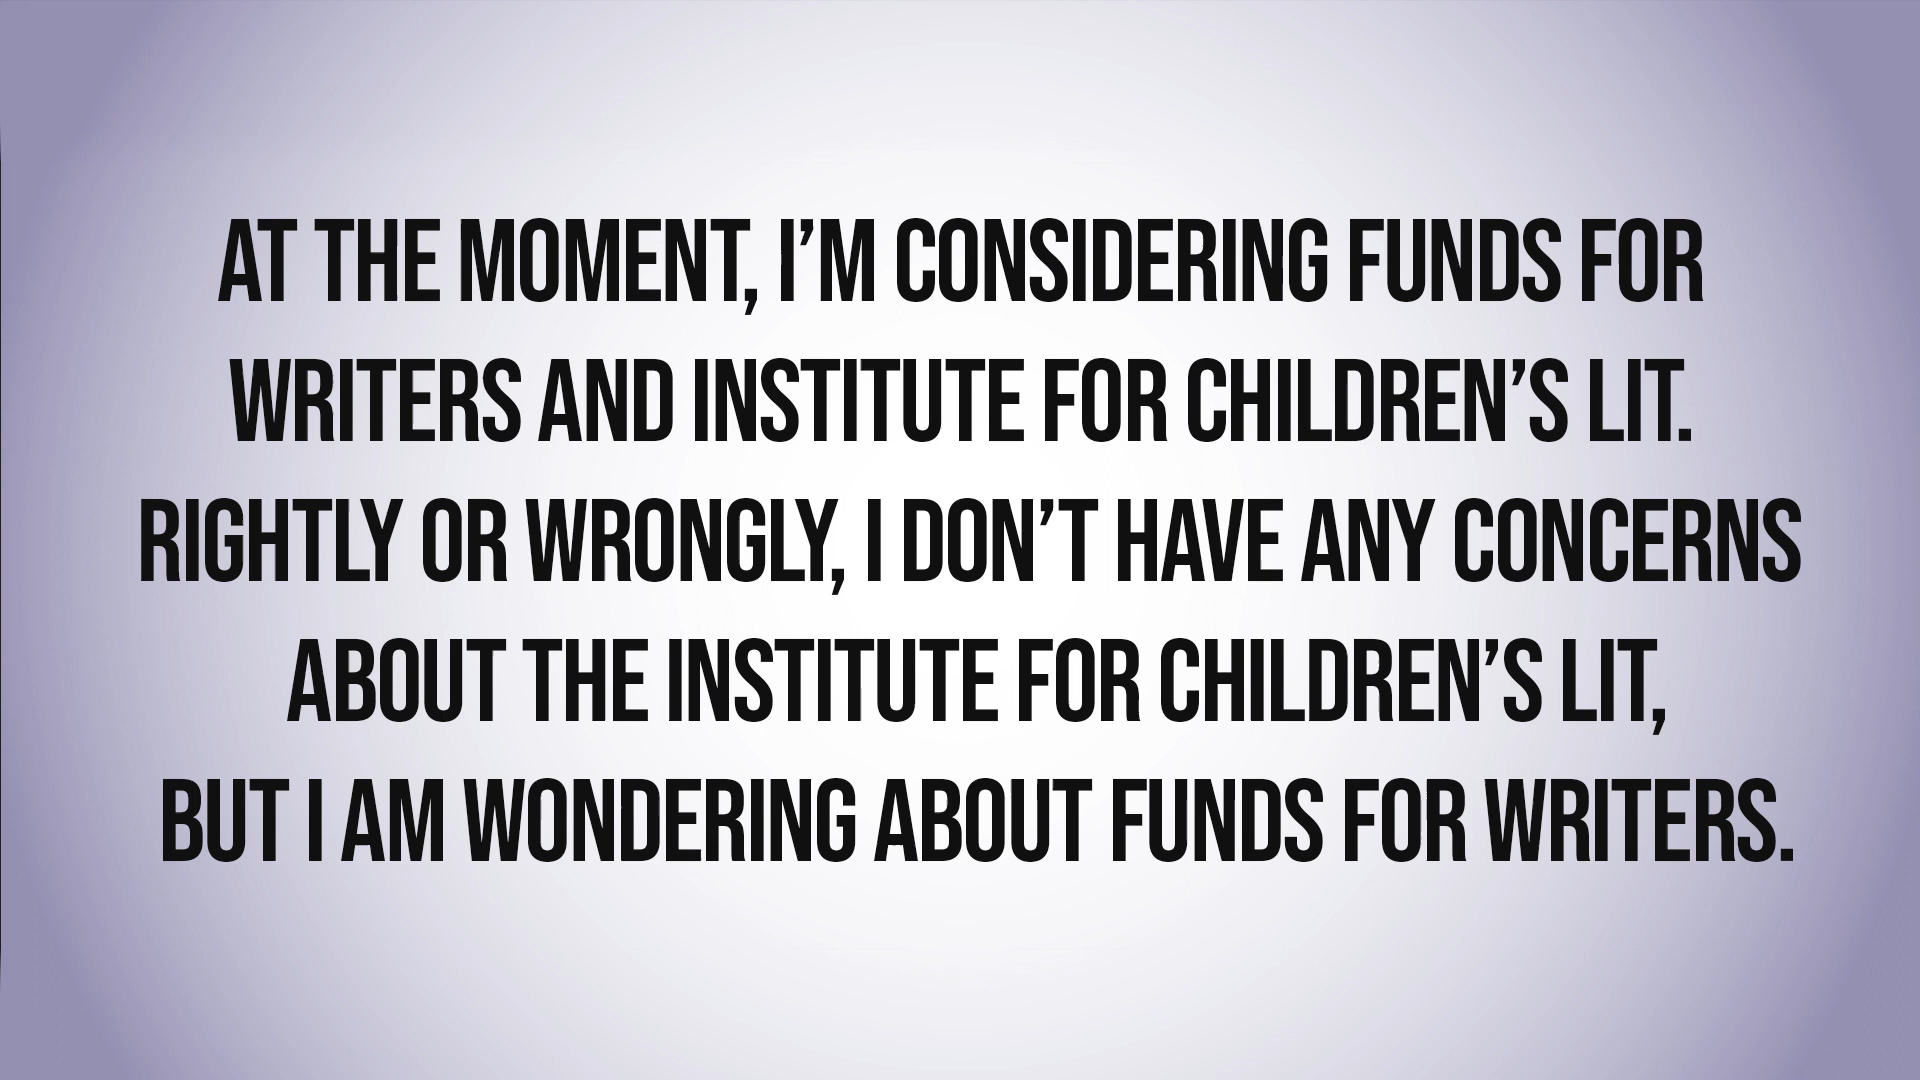 AT THE MOMENT, I’M CONSIDERING FUNDS FOR
WRITERS AND INSTITUTE FOR CHILDREN’S LIT.
RIGHTLY OR WRONGLY, I DON’T HAVE ANY CONCERNS
ABOUT THE INSTITUTE FOR CHILDREN’S LIT,
BUT I AM WONDERING ABOUT FUNDS FOR WRITERS.